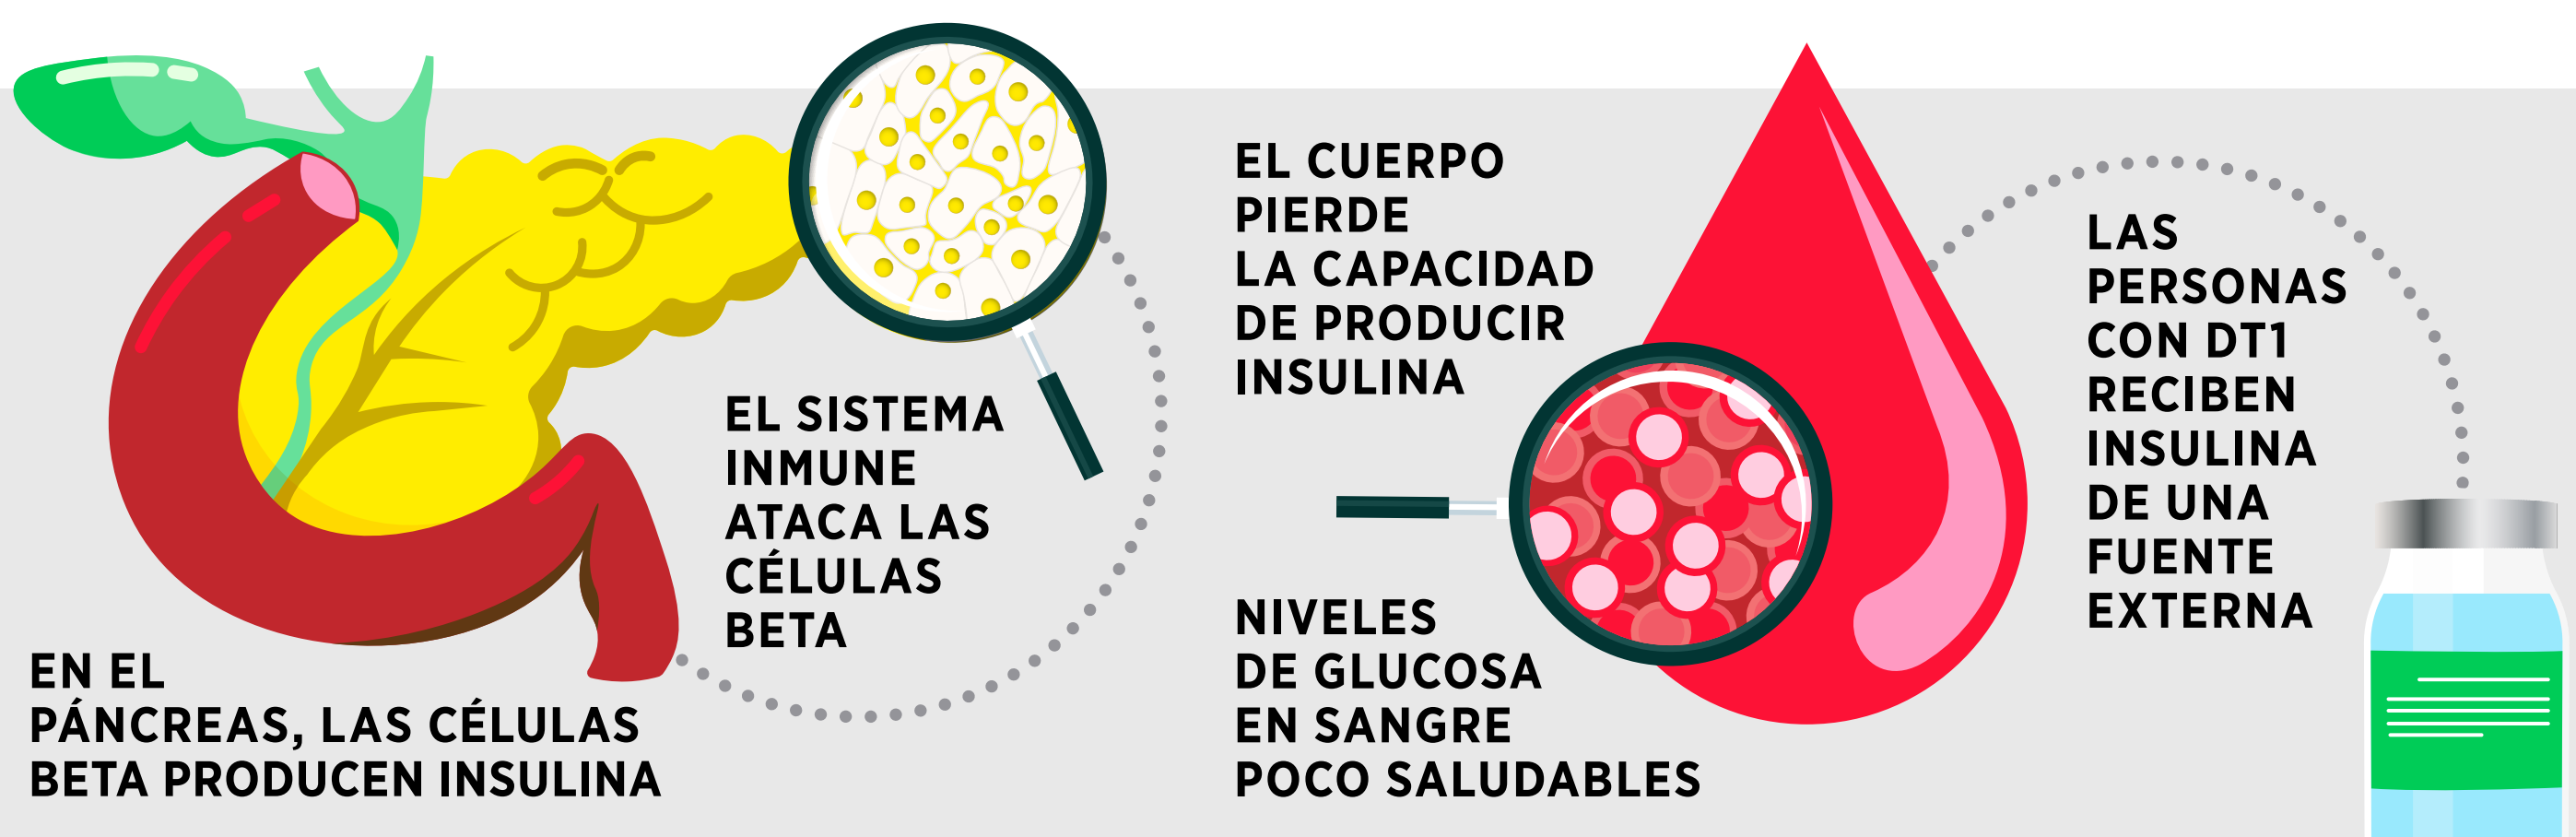 EN EL
PÁNCREAS, LAS CÉLULAS
BETA PRODUCEN INSULINA
EL SISTEMA
INMUNE
ATACA LAS
CÉLULAS
BETA
EL CUERPO
PIERDE
LA CAPACIDAD
DE PRODUCIR
INSULINA
NIVELES
DE GLUCOSA
EN SANGRE
POCO SALUDABLES
LAS
PERSONAS
CON DT1
RECIBEN
INSULINA
DE UNA
FUENTE
EXTERNA